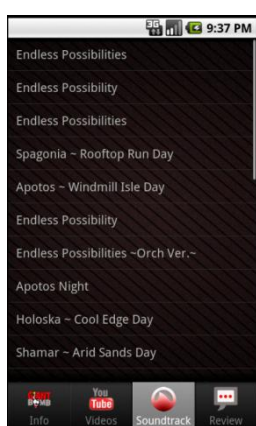 3G
9:37 PM
Endless Possibilities
Endless Possibility
Endless Possibilities
Spagonia ~ Rooftop Run Day
Apotos ~ Windmill Isle Day
Endless Possibility
Endless Possibilities ~Orch Ver.~
Apotos Night
Holoska ~ Cool Edge Day
Shamar ~ Arid Sands Day
You
Tube
Info
Videos
Soundtrack
Review